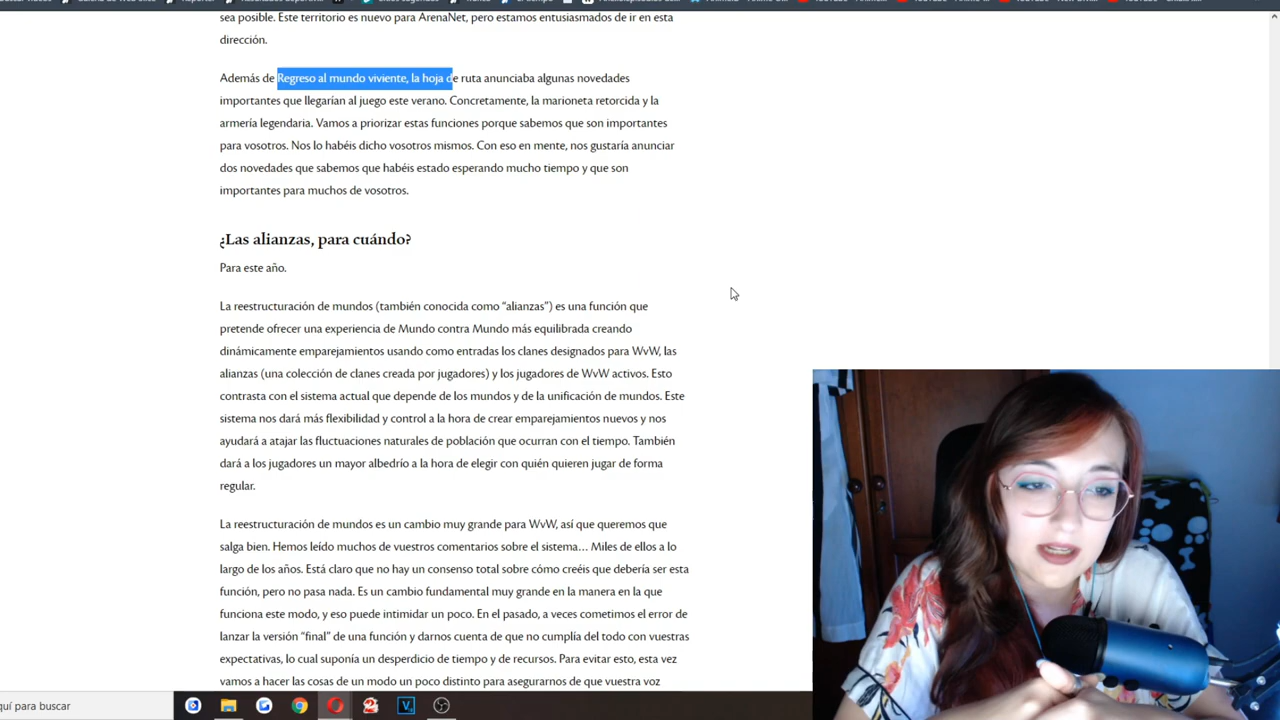 sea posible. Este territorio es nuevo para ArenaNet, pero estamos entusiasmados de ir en esta
dirección.
Además de Regreso al mundo viviente, la hoja de ruta anunciaba algunas novedades
importantes que llegarían al juego este verano. Concretamente, la marioneta retorcida y la
armería legendaria. Vamos a priorizar estas funciones porque sabemos que son importantes
para vosotros. Nos lo habéis dicho vosotros mismos. Con eso en mente, nos gustaría anunciar
dos novedades que sabemos que habéis estado esperando mucho tiempo y que son
importantes para muchos de vosotros.
¿Las alianzas, para cuándo?
Para este año.
La reestructuración de mundos (también conocida como “alianzas”) es una función que
pretende ofrecer una experiencia de Mundo contra Mundo más equilibrada creando
dinámicamente emparejamientos usando como entradas los clanes designados para WvW, las
alianzas (una colección de clanes creada por jugadores) y los jugadores de WvW activos. Esto
contrasta con el sistema actual que depende de los mundos y de la unificación de mundos. Este
sistema nos dará más flexibilidad y control a la hora de crear emparejamientos nuevos y nos
ayudará a atajar las fluctuaciones naturales de población que ocurran con el tiempo. También
dará a los jugadores un mayor albedrío a la hora de elegir con quién quieren jugar de forma
regular.
La reestructuración de mundos es un cambio muy grande para WvW, así que queremos que
salga bien. Hemos leído muchos de vuestros comentarios sobre el sistema… Miles de ellos a lo
largo de los años. Está claro que no hay un consenso total sobre cómo creéis que debería ser esta
función, pero no pasa nada. Es un cambio fundamental muy grande en la manera en la que
funciona este modo, y eso puede intimidar un poco. En el pasado, a veces cometimos el error de
lanzar la versión “final” de una función y darnos cuenta de que no cumplía del todo con vuestras
expectativas, lo cual suponía un desperdicio de tiempo y de recursos. Para evitar esto, esta vez
vamos a hacer las cosas de un modo un poco distinto para asegurarnos de que vuestra voz
quí para buscar